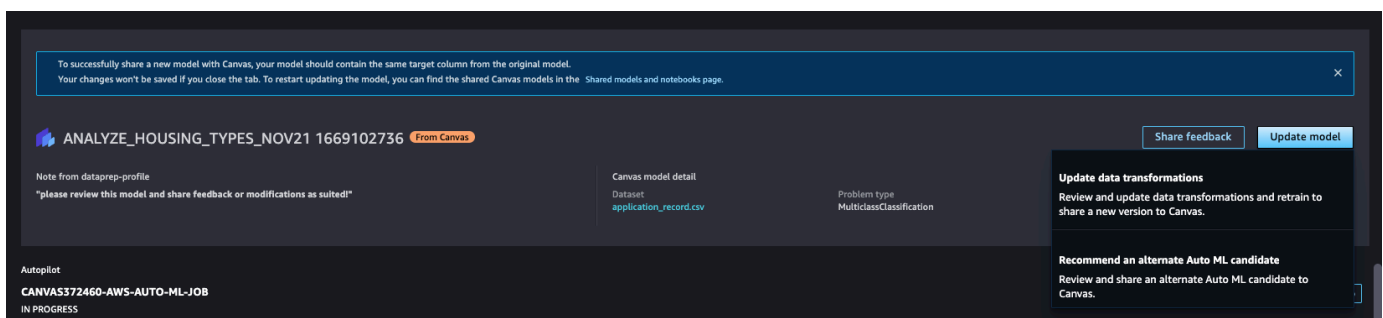 To successfully share a new model with Canvas, your model should contain the same target column from the original model.
Your changes won't be saved if you close the tab. To restart updating the model, you can find the shared Canvas models in the Shared models and notebooks page.
ANALYZE_HOUSING_TYPES_NOV21 1669102736 From Canvas
Share feedback
Update model
Note from dataprep-profile
"please review this model and share feedback or modifications as suited!"
Canvas model detail
Dataset
application_record.csv
Problem type
MulticlassClassification
Update data transformations
Review and update data transformations and retrain to
share a new version to Canvas.
Recommend an alternate Auto ML candidate
Review and share an alternate Auto ML candidate to
Canvas.
Autopilot
CANVAS372460-AWS-AUTO-ML-JOB
IN PROGRESS